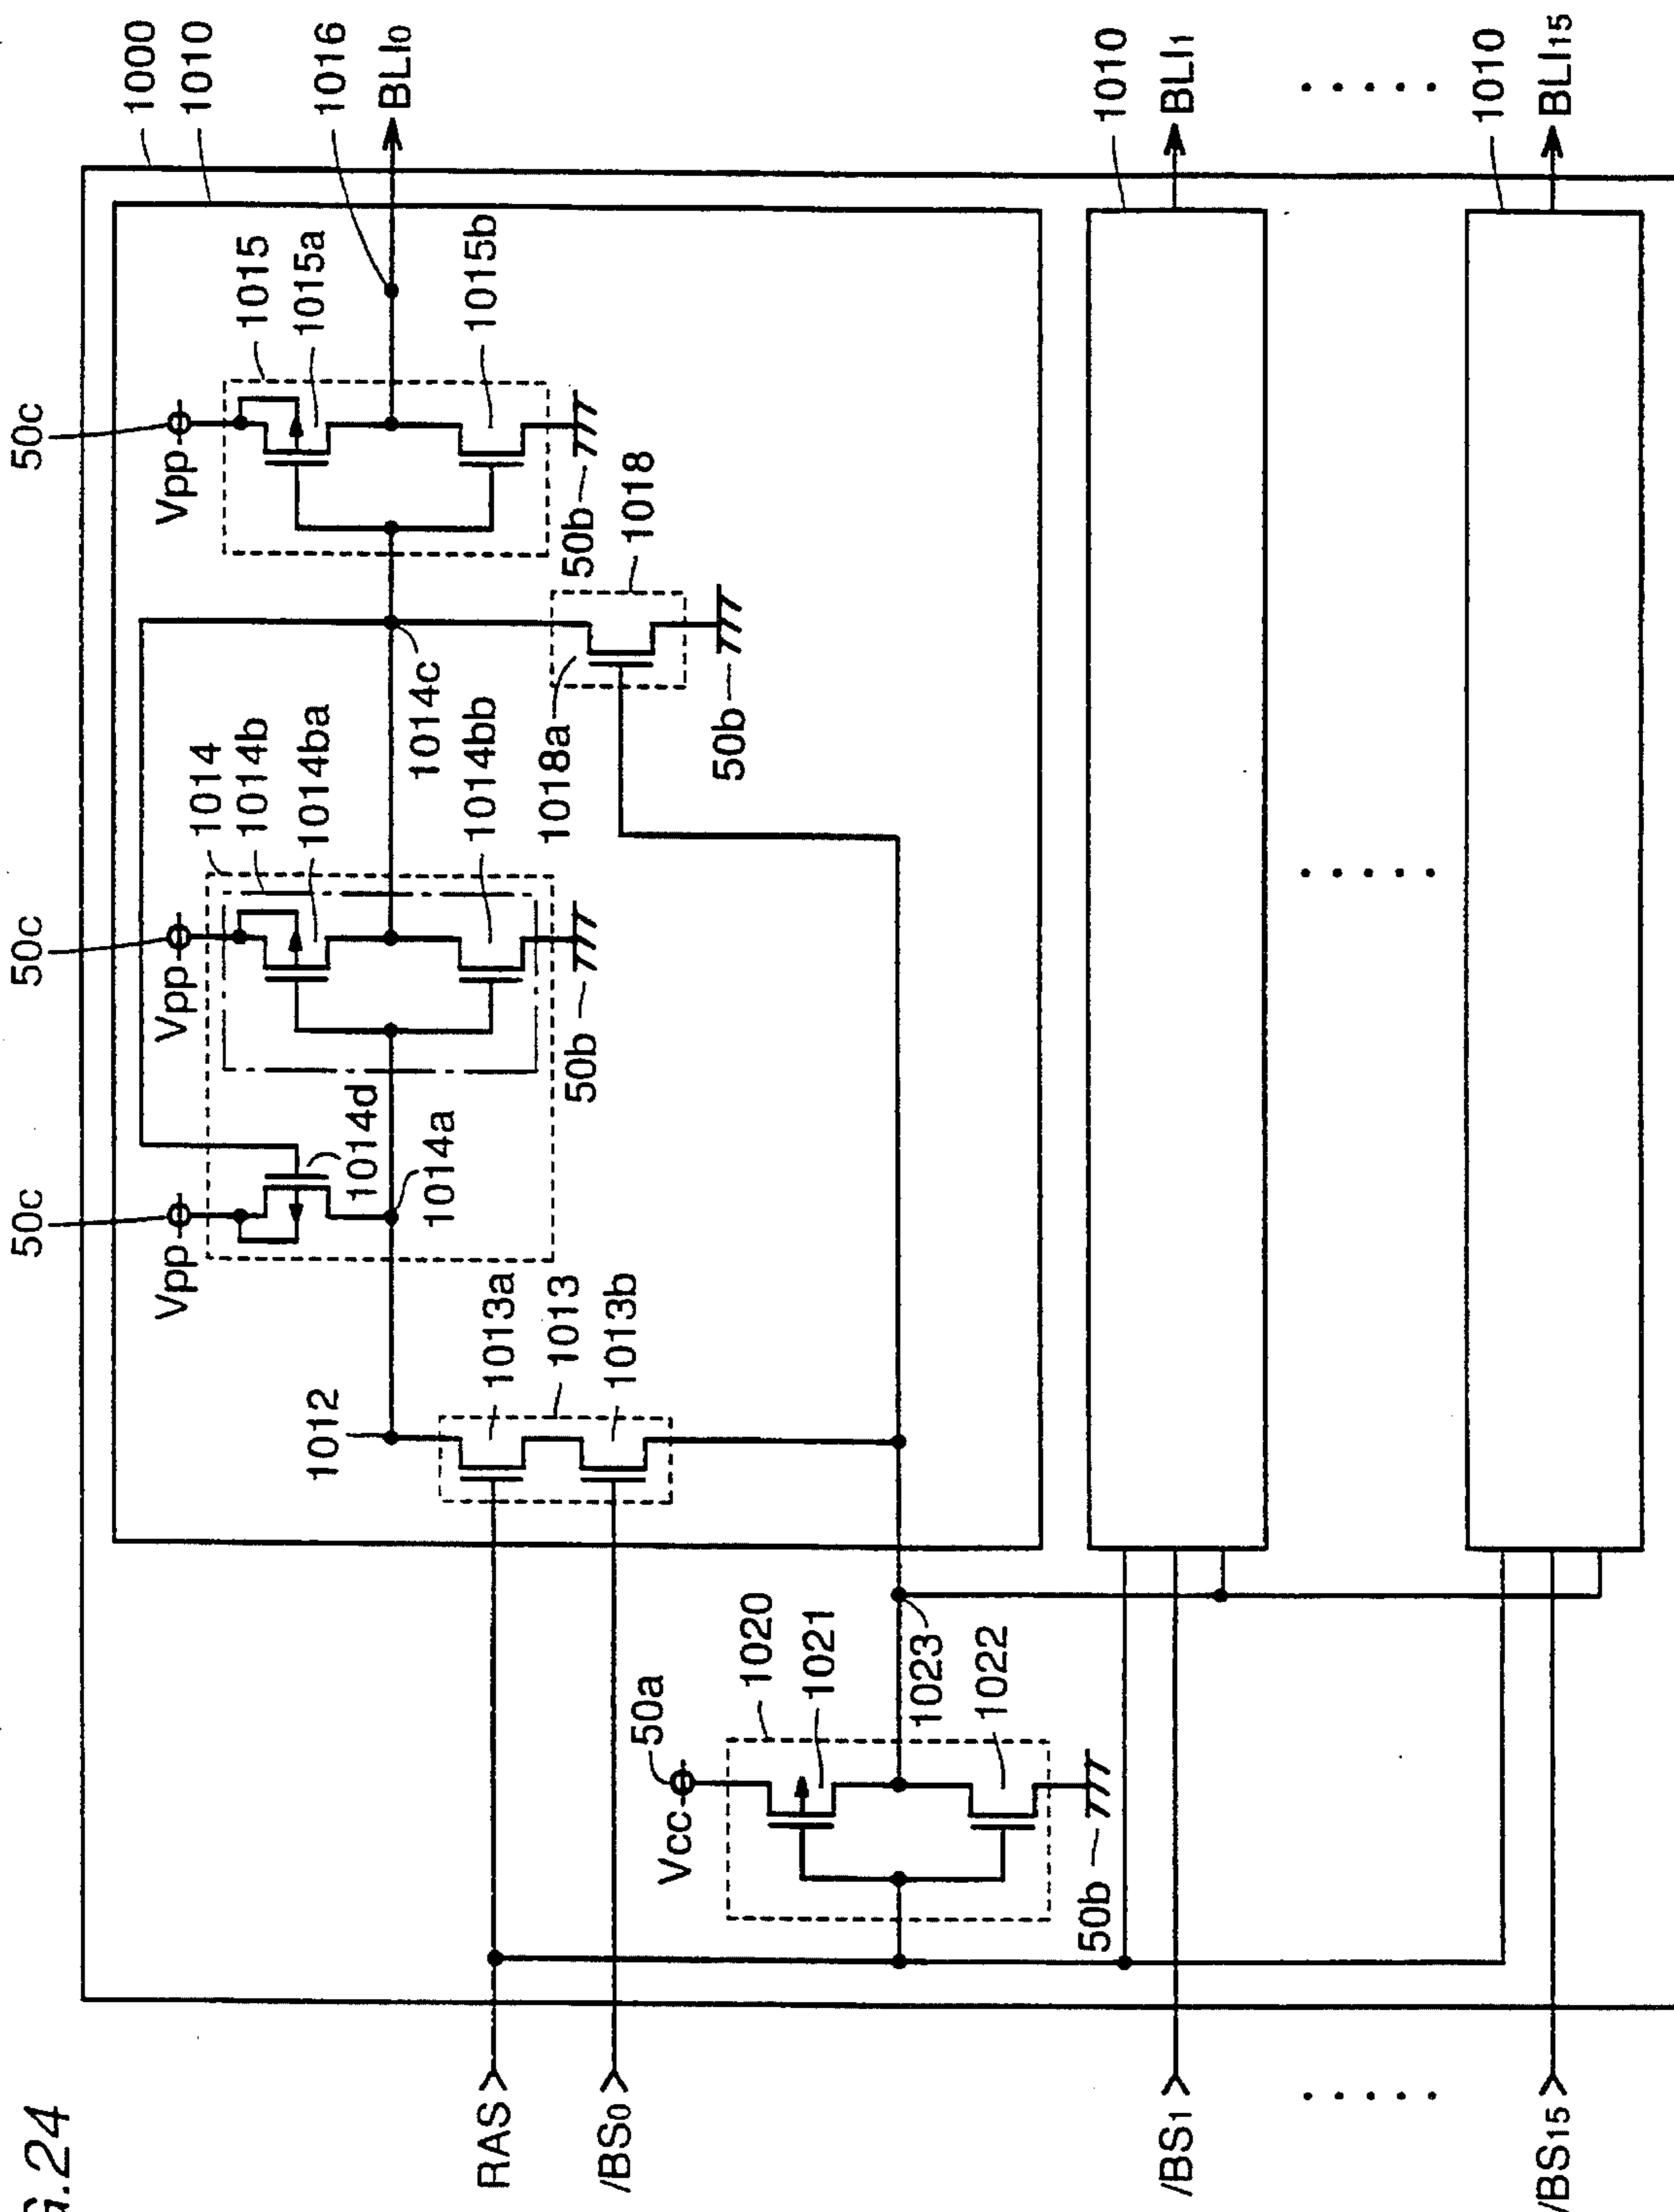 G.24
50c
50c
50c
1000
1010
Vpp
Vpp
Vpp
1014
1014b
1014ba
1015
1015a
1016
BLI0
1014d
1014a
1014c
1014bb
1015b
1012
1013a
1013
1013b
50b
50b
1018a
1018
50b
RAS
/BS0
Vcc
50a
1020
1021
1023
1022
50b
/BS1
1010
BLI1
.....
.....
.....
/BS15
1010
BLI15